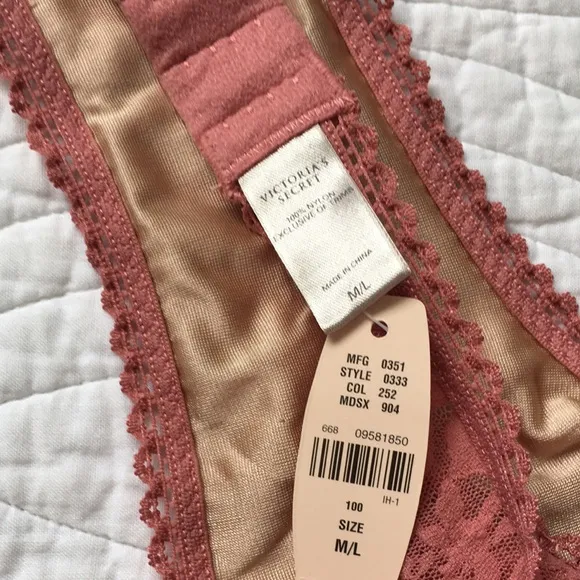 VICTORIA'S
SECRET
100% NYLON
EXCLUSIVE OF TRIMS
MADE IN CHINA
M/L
MFG 0351
STYLE 0333
COL 252
MDSX 904
668 09581850
IH-1
100
SIZE
M/L